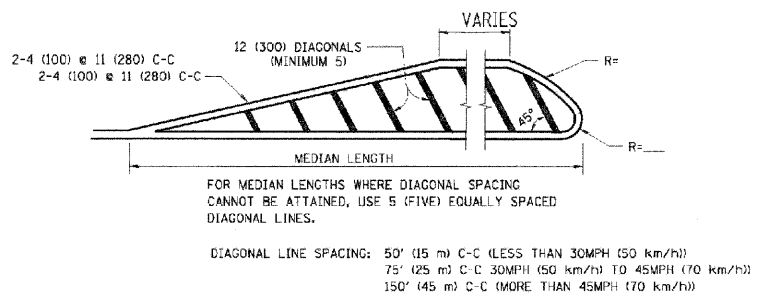 VARIES
12 (300) DIAGONALS
(MINIMUM 5)
2-4 (100) @ 11 (280) C-C
2-4 (100) @ 11 (280) C-C
R=
45°
R=
MEDIAN LENGTH
FOR MEDIAN LENGTHS WHERE DIAGONAL SPACING
CANNOT BE ATTAINED, USE 5 (FIVE) EQUALLY SPACED
DIAGONAL LINES.
DIAGONAL LINE SPACING: 50' (15 m) C-C (LESS THAN 30MPH (50 km/h))
75' (25 m) C-C 30MPH (50 km/h) TO 45MPH (70 km/h))
150' (45 m) C-C (MORE THAN 45MPH (70 km/h))